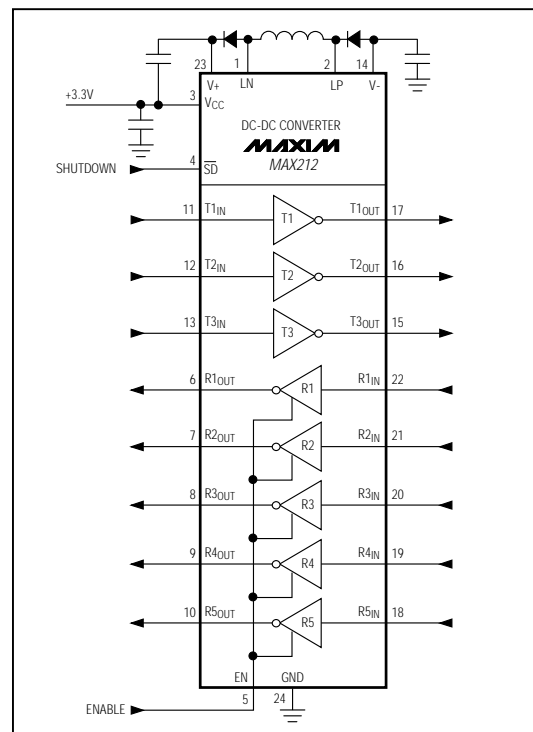 23 1 2 14
V+ LN LP V-
+3.3V 3 VCC
DC-DC CONVERTER
MAXIM
MAX212
SHUTDOWN 4 SD
11 T1IN T1 T1OUT 17
12 T2IN T2 T2OUT 16
13 T3IN T3 T3OUT 15
6 R1OUT R1 R1IN 22
7 R2OUT R2 R2IN 21
8 R3OUT R3 R3IN 20
9 R4OUT R4 R4IN 19
10 R5OUT R5 R5IN 18
EN GND
ENABLE 5 24